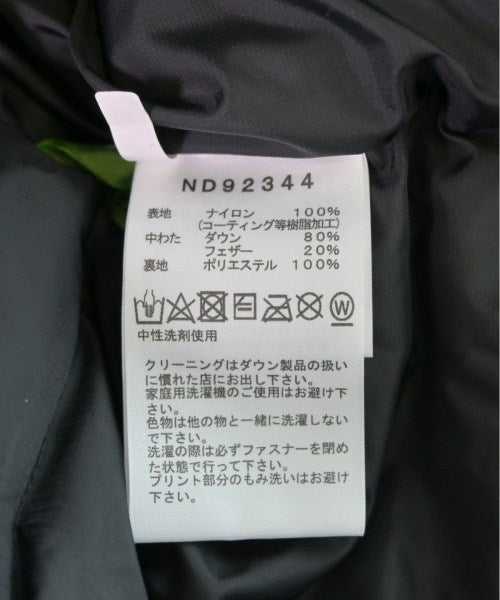 ND92344
表地 ナイロン 100%
(コーティング等樹脂加工)
中わた ダウン 80%
フェザー 20%
裏地 ポリエステル 100%
W
中性洗剤使用
クリーニングはダウン製品の扱い
に慣れた店にお出し下さい。
家庭用洗濯機のご使用はお避け下
さい。
色物は他の物と一緒に洗濯しない
で下さい。
洗濯の際は必ずファスナーを閉め
た状態で行って下さい。
プリント部分のもみ洗いはお避け
下さい。